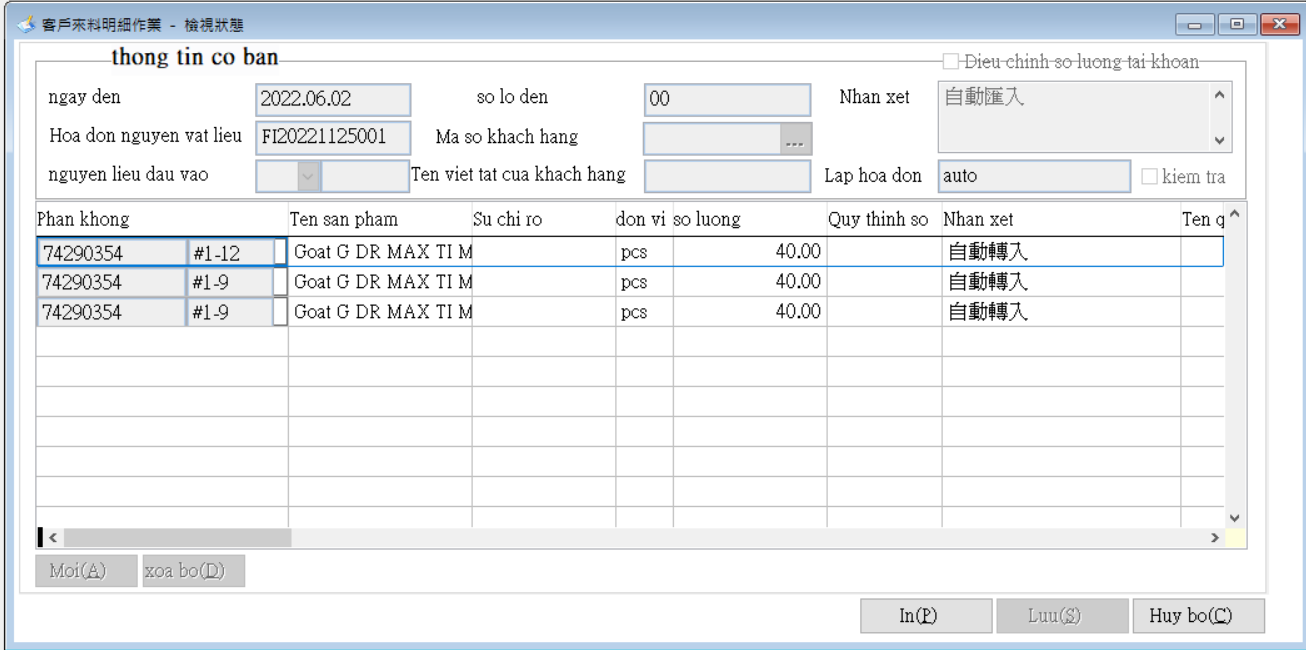 客戶來料明細作業 - 檢視狀態
thong tin co ban
Dieu chinh so luong tai khoan
ngay den 2022.06.02 so lo den 00 Nhan xet 自動匯入
Hoa don nguyen vat lieu FI20221125001 Ma so khach hang ...
nguyen lieu dau vao Ten viet tat cua khach hang Lap hoa don auto kiem tra
Phan khong Ten san pham Su chi ro don vi so luong Quy thinh so Nhan xet Ten q
74290354 #1-12 Goat G DR MAX TI M pcs 40.00 自動轉入
74290354 #1-9 Goat G DR MAX TI M pcs 40.00 自動轉入
74290354 #1-9 Goat G DR MAX TI M pcs 40.00 自動轉入
Moi(A) xoa bo(D)
In(P) Luu(S) Huy bo(C)